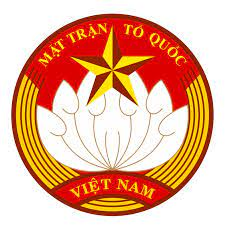 MẶT TRẬN TỔ QUỐC
VIỆT NAM